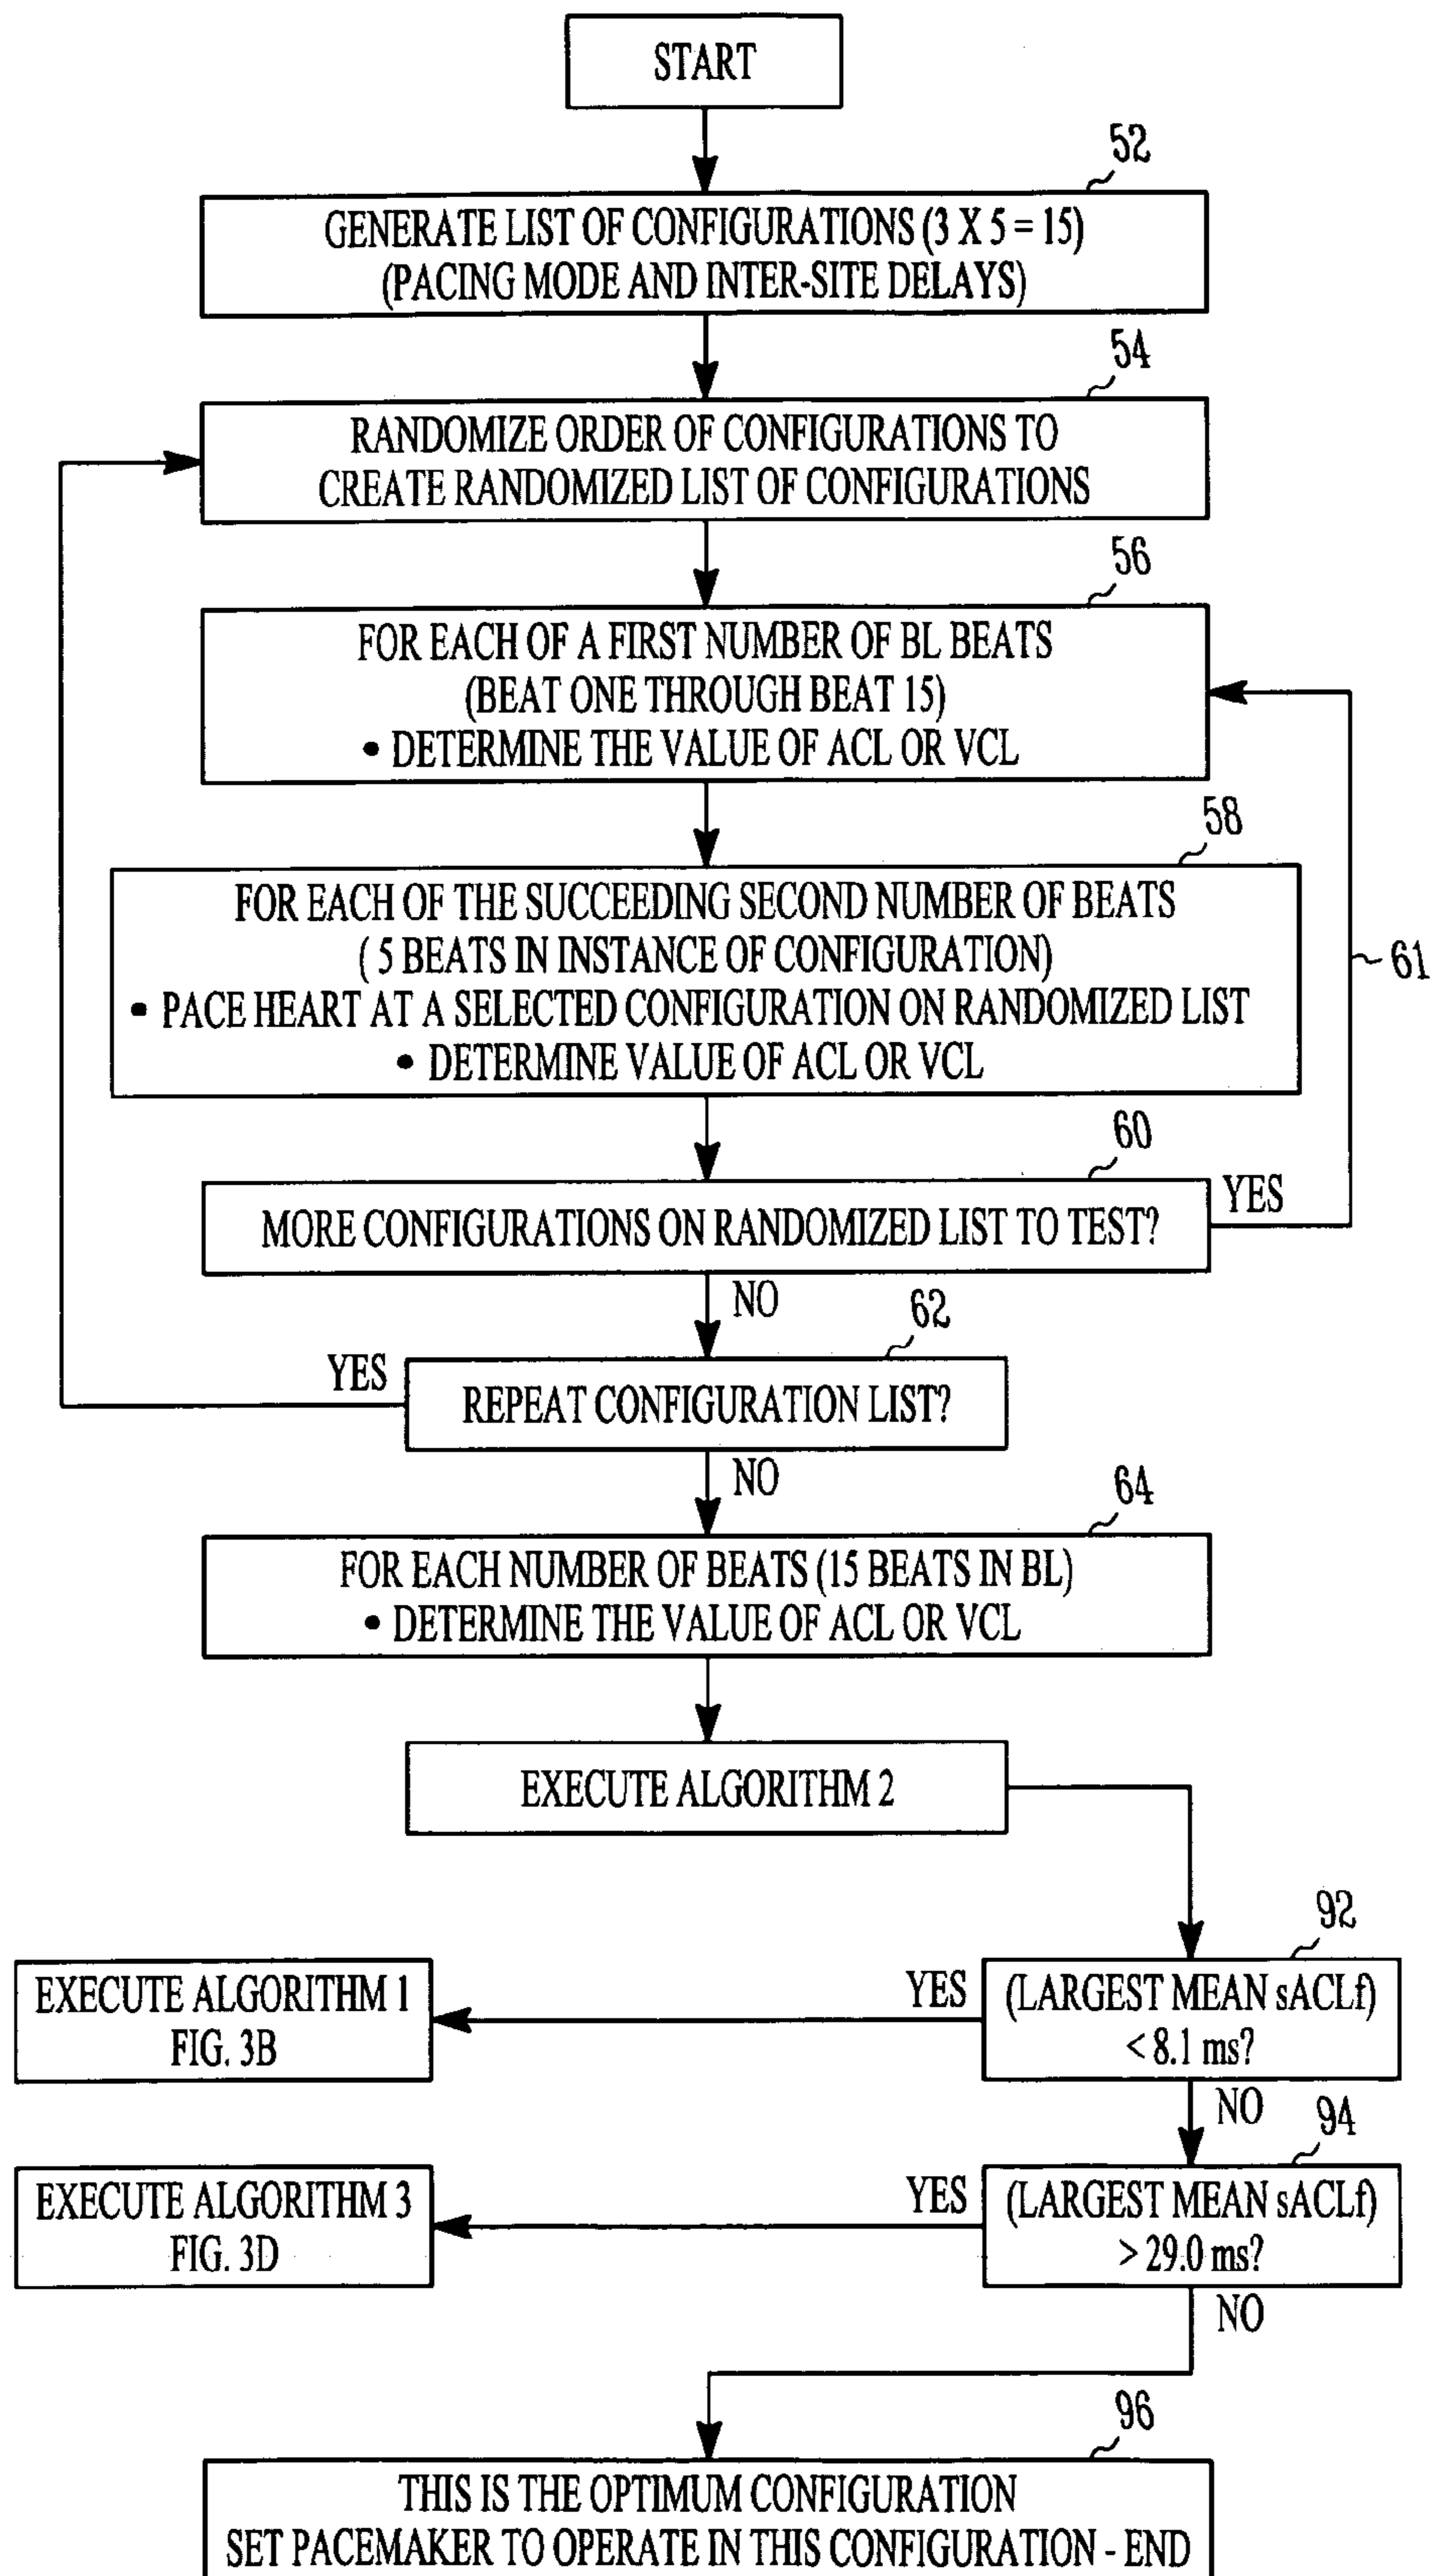 START
52
GENERATE LIST OF CONFIGURATIONS (3 X 5 = 15)
(PACING MODE AND INTER-SITE DELAYS)
54
RANDOMIZE ORDER OF CONFIGURATIONS TO
CREATE RANDOMIZED LIST OF CONFIGURATIONS
56
FOR EACH OF A FIRST NUMBER OF BL BEATS
(BEAT ONE THROUGH BEAT 15)
• DETERMINE THE VALUE OF ACL OR VCL
58
FOR EACH OF THE SUCCEEDING SECOND NUMBER OF BEATS
( 5 BEATS IN INSTANCE OF CONFIGURATION)
• PACE HEART AT A SELECTED CONFIGURATION ON RANDOMIZED LIST
• DETERMINE VALUE OF ACL OR VCL
61
60
MORE CONFIGURATIONS ON RANDOMIZED LIST TO TEST?
YES
NO
62
YES
REPEAT CONFIGURATION LIST?
NO
64
FOR EACH NUMBER OF BEATS (15 BEATS IN BL)
• DETERMINE THE VALUE OF ACL OR VCL
EXECUTE ALGORITHM 2
92
(LARGEST MEAN sACLf)
< 8.1 ms?
YES
EXECUTE ALGORITHM 1
FIG. 3B
NO
94
(LARGEST MEAN sACLf)
> 29.0 ms?
YES
EXECUTE ALGORITHM 3
FIG. 3D
NO
96
THIS IS THE OPTIMUM CONFIGURATION
SET PACEMAKER TO OPERATE IN THIS CONFIGURATION - END